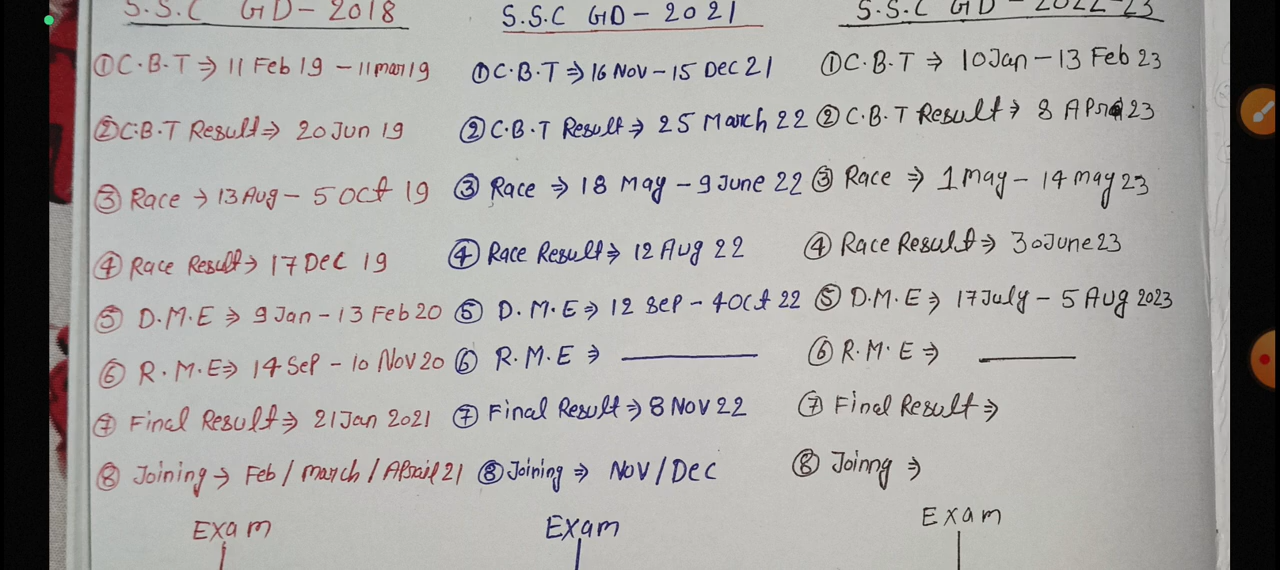 S.S.C GD - 2018
① C.B.T ⇒ 11 Feb 19 - 11 mar 19
② C.B.T Result ⇒ 20 Jun 19
③ Race → 13 Aug - 5 Oct 19
④ Race Result → 17 Dec 19
⑤ D.M.E ⇒ 9 Jan - 13 Feb 20
⑥ R.M.E ⇒ 14 Sep - 10 Nov 20
⑦ Final Result ⇒ 21 Jan 2021
⑧ Joining → Feb / march / Apsail 21
Exam
S.S.C GD - 2021
① C.B.T ⇒ 16 Nov - 15 Dec 21
② C.B.T Result ⇒ 25 March 22
③ Race ⇒ 18 May - 9 June 22
④ Race Result ⇒ 12 Aug 22
⑤ D.M.E ⇒ 12 Sep - 4 Oct 22
⑥ R.M.E ⇒ ———
⑦ Final Result ⇒ 8 Nov 22
⑧ Joining ⇒ Nov / Dec
Exam
S.S.C GD - 2022-23
① C.B.T ⇒ 10 Jan - 13 Feb 23
② C.B.T Result ⇒ 8 23
③ Race ⇒ 1 May - 14 may 23
④ Race Result ⇒ 30 June 23
⑤ D.M.E ⇒ 17 July - 5 Aug 2023
⑥ R.M.E ⇒ ———
⑦ Final Result ⇒
⑧ Joinng ⇒
Exam